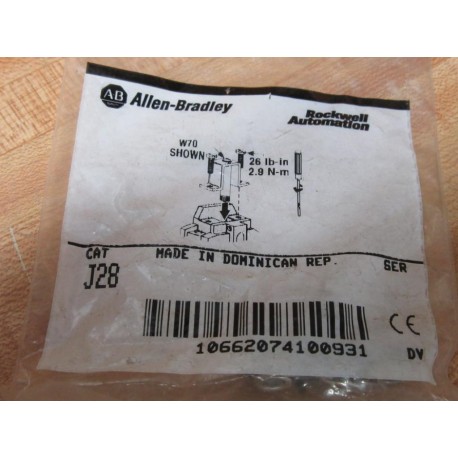 AB Allen-Bradley
Rockwell
Automation
W70
SHOWN
26 lb-in
2.9 N-m
CAT MADE IN DOMINICAN REP. SER
J28
CE
10662074100931 DV